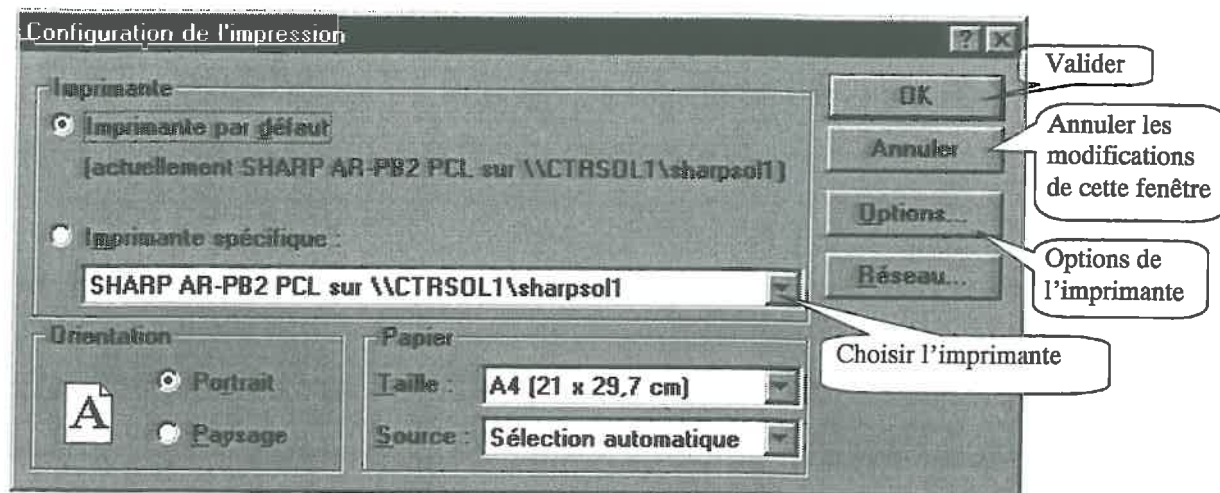 Configuration de l'impression
Imprimante
Imprimante par défaut
(actuellement SHARP AR-PB2 PCL sur \\CTRSOL1\sharpsol1)
Imprimante spécifique :
SHARP AR-PB2 PCL sur \\CTRSOL1\sharpsol1
Orientation
A
Portrait
Paysage
Papier
Taille :
A4 (21 x 29,7 cm)
Source :
Sélection automatique
OK
Annuler
Options...
Réseau...
Valider
Annuler les
modifications
de cette fenêtre
Options de
l'imprimante
Choisir l'imprimante